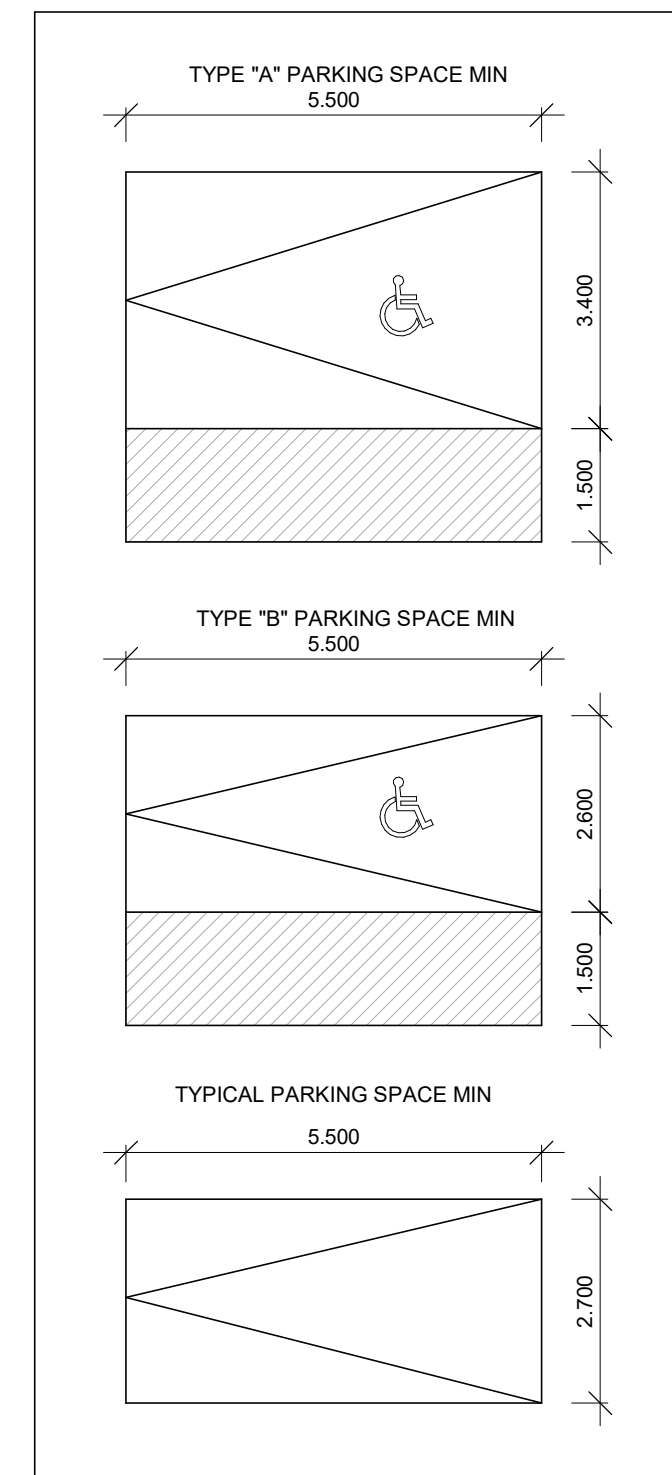 TYPE "A" PARKING SPACE MIN
5.500
3.400
1.500
TYPE "B" PARKING SPACE MIN
5.500
2.600
1.500
TYPICAL PARKING SPACE MIN
5.500
2.700